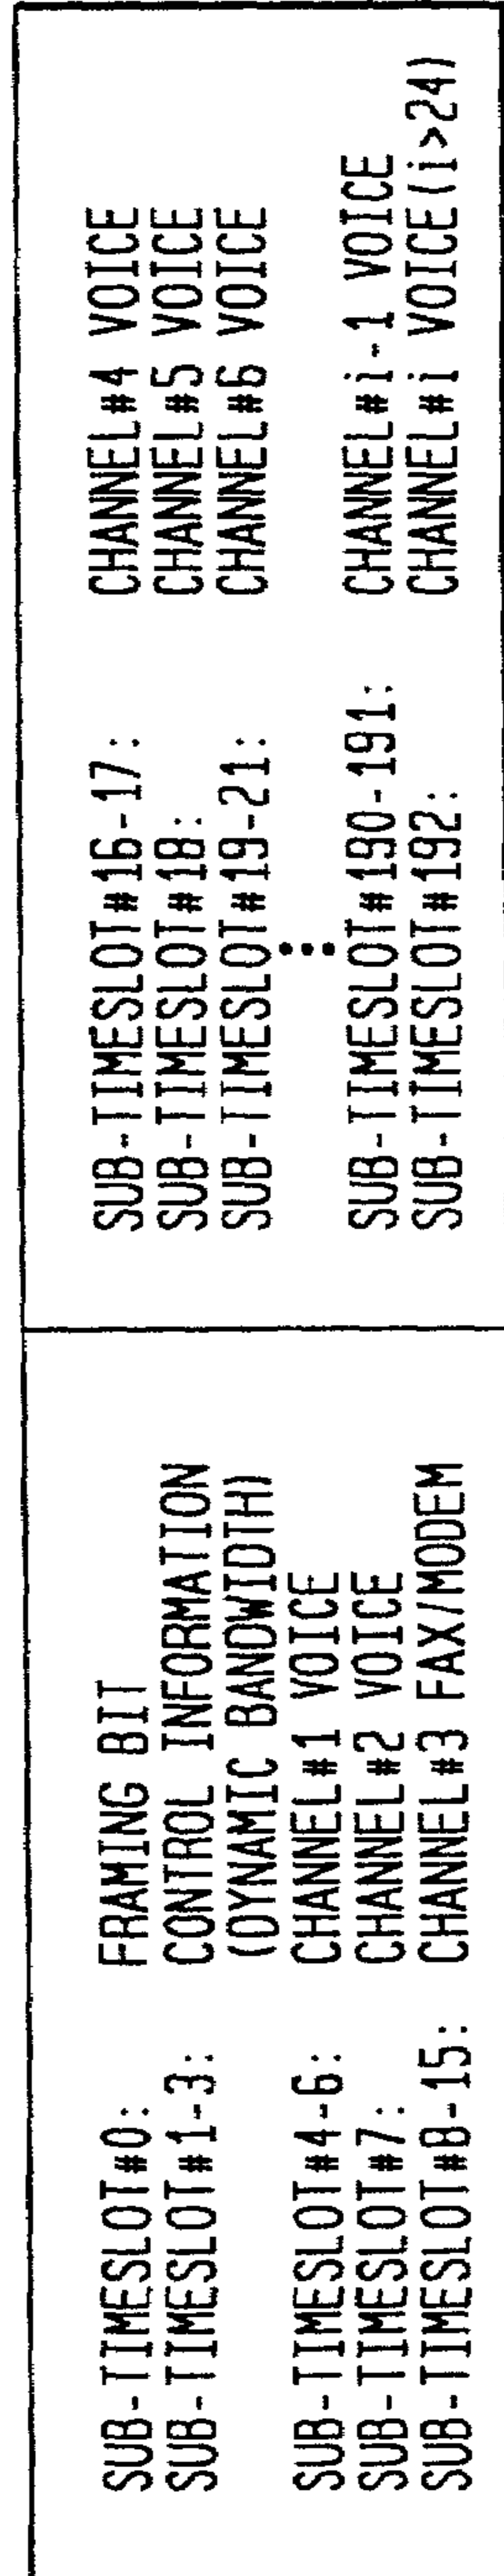 SUB-TIMESLOT#0: FRAMING BIT
SUB-TIMESLOT#1-3: CONTROL INFORMATION
(DYNAMIC BANDWIDTH)
SUB-TIMESLOT#4-6: CHANNEL#1 VOICE
SUB-TIMESLOT#7: CHANNEL#2 VOICE
SUB-TIMESLOT#8-15: CHANNEL#3 FAX/MODEM
SUB-TIMESLOT#16-17: CHANNEL#4 VOICE
SUB-TIMESLOT#18: CHANNEL#5 VOICE
SUB-TIMESLOT#19-21: CHANNEL#6 VOICE
SUB-TIMESLOT#190-191: CHANNEL#i-1 VOICE
SUB-TIMESLOT#192: CHANNEL#i VOICE(i>24)